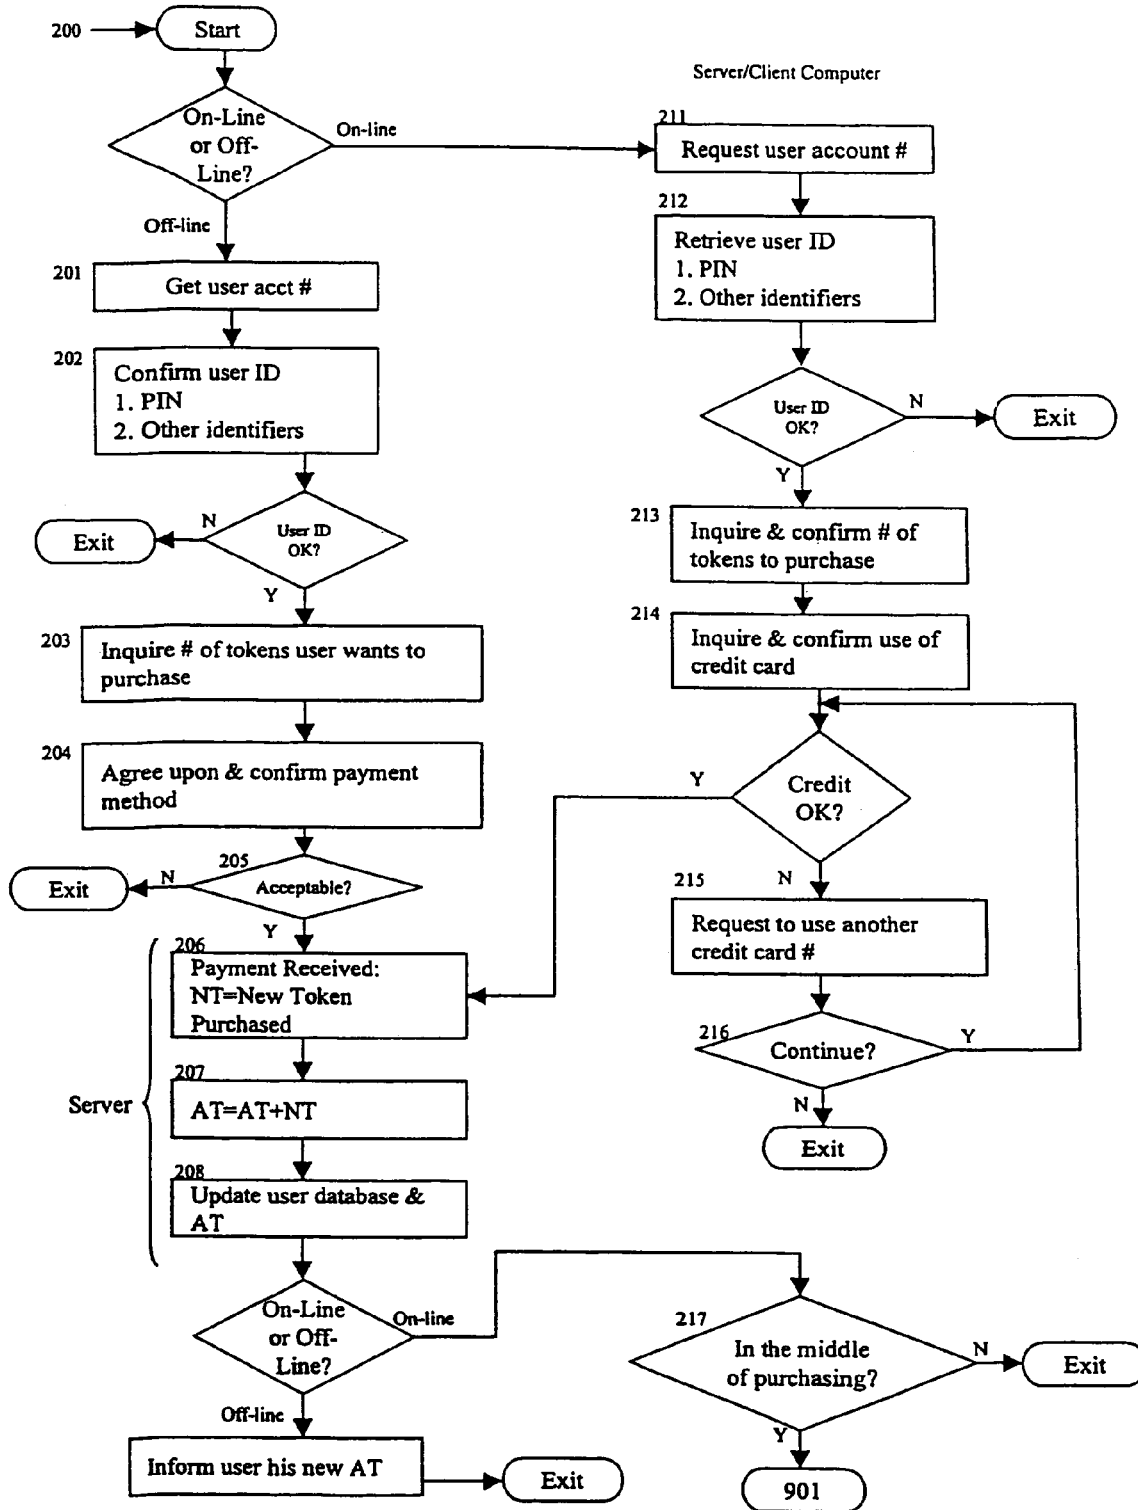 200
Start
Server/Client Computer
On-Line
or Off-
Line?
On-line
Off-line
211
Request user account #
212
Retrieve user ID
1. PIN
2. Other identifiers
201
Get user acct #
202
Confirm user ID
1. PIN
2. Other identifiers
User ID
OK?
N
Exit
Y
User ID
OK?
N
Exit
Y
213
Inquire & confirm # of
tokens to purchase
214
Inquire & confirm use of
credit card
203
Inquire # of tokens user wants to
purchase
204
Agree upon & confirm payment
method
Credit
OK?
Y
N
205
Acceptable?
N
Exit
Y
215
Request to use another
credit card #
216
Continue?
Y
N
Exit
Server
206
Payment Received:
NT=New Token
Purchased
207
AT=AT+NT
208
Update user database &
AT
On-Line
or Off-
Line?
On-line
Off-line
217
In the middle
of purchasing?
N
Exit
Y
901
Inform user his new AT
Exit